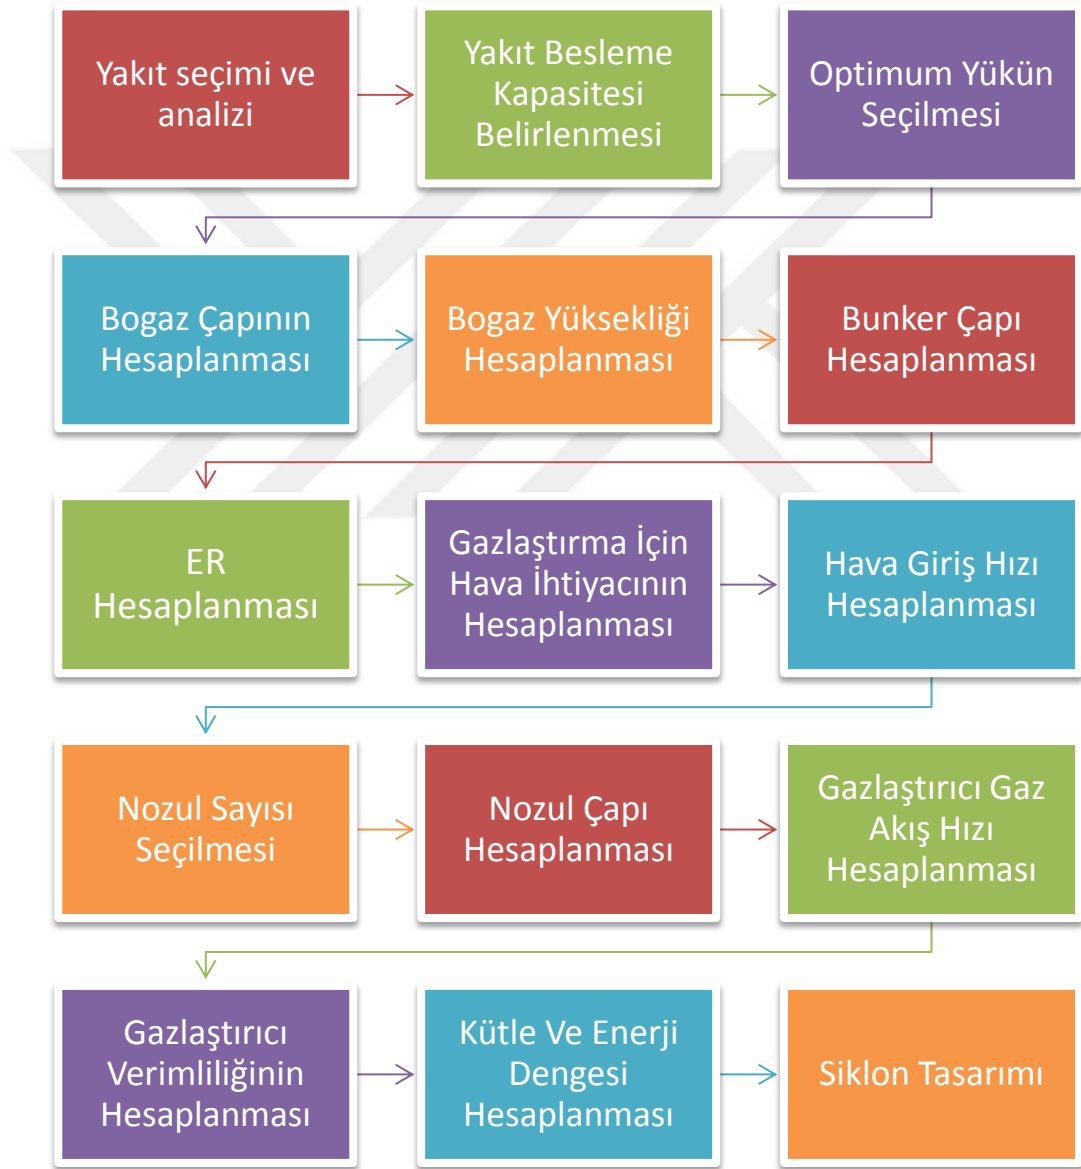 Yakıt seçimi ve
analizi
Yakıt Besleme
Kapasitesi
Belirlenmesi
Optimum Yükün
Seçilmesi
Bogaz Çapının
Hesaplanması
Bogaz Yüksekliği
Hesaplanması
Bunker Çapı
Hesaplanması
ER
Hesaplanması
Gazlaştırma İçin
Hava İhtiyacının
Hesaplanması
Hava Giriş Hızı
Hesaplanması
Nozul Sayısı
Seçilmesi
Nozul Çapı
Hesaplanması
Gazlaştırıcı Gaz
Akış Hızı
Hesaplanması
Gazlaştırıcı
Verimliliğinin
Hesaplanması
Kütle Ve Enerji
Dengesi
Hesaplanması
Siklon Tasarımı